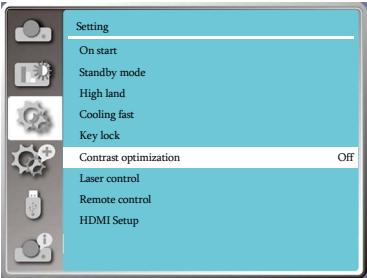 Setting
On start
Standby mode
High land
Cooling fast
Key lock
Contrast optimization Off
Laser control
Remote control
HDMI Setup